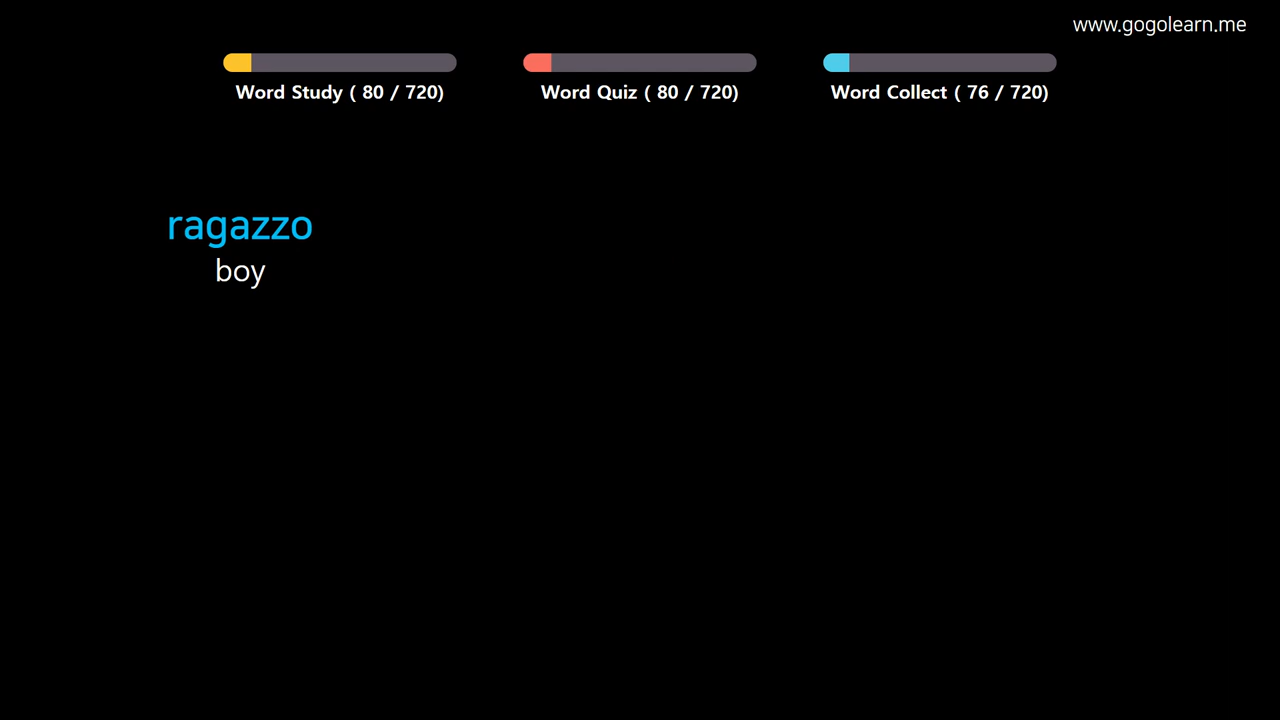 www.gogolearn.me
Word Study ( 80 / 720)
Word Quiz ( 80 / 720)
Word Collect ( 76 / 720)
ragazzo
boy